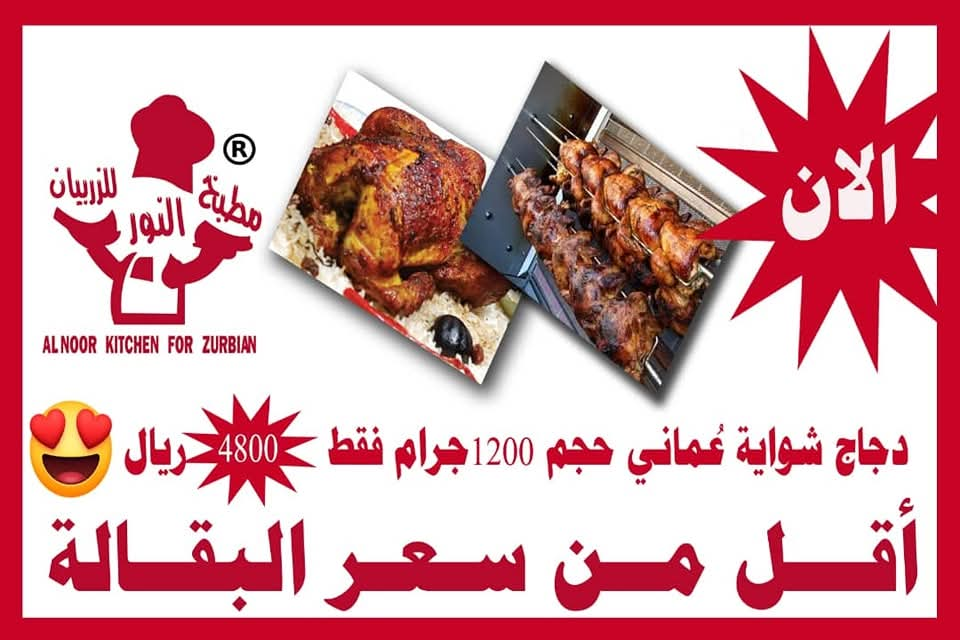 الان
®
مطبخ النور للزربيان
ALNOOR KITCHEN FOR ZURBIAN
دجاج شواية عُماني حجم 1200جرام فقط 4800 ريال
أقل من سعر البقالة